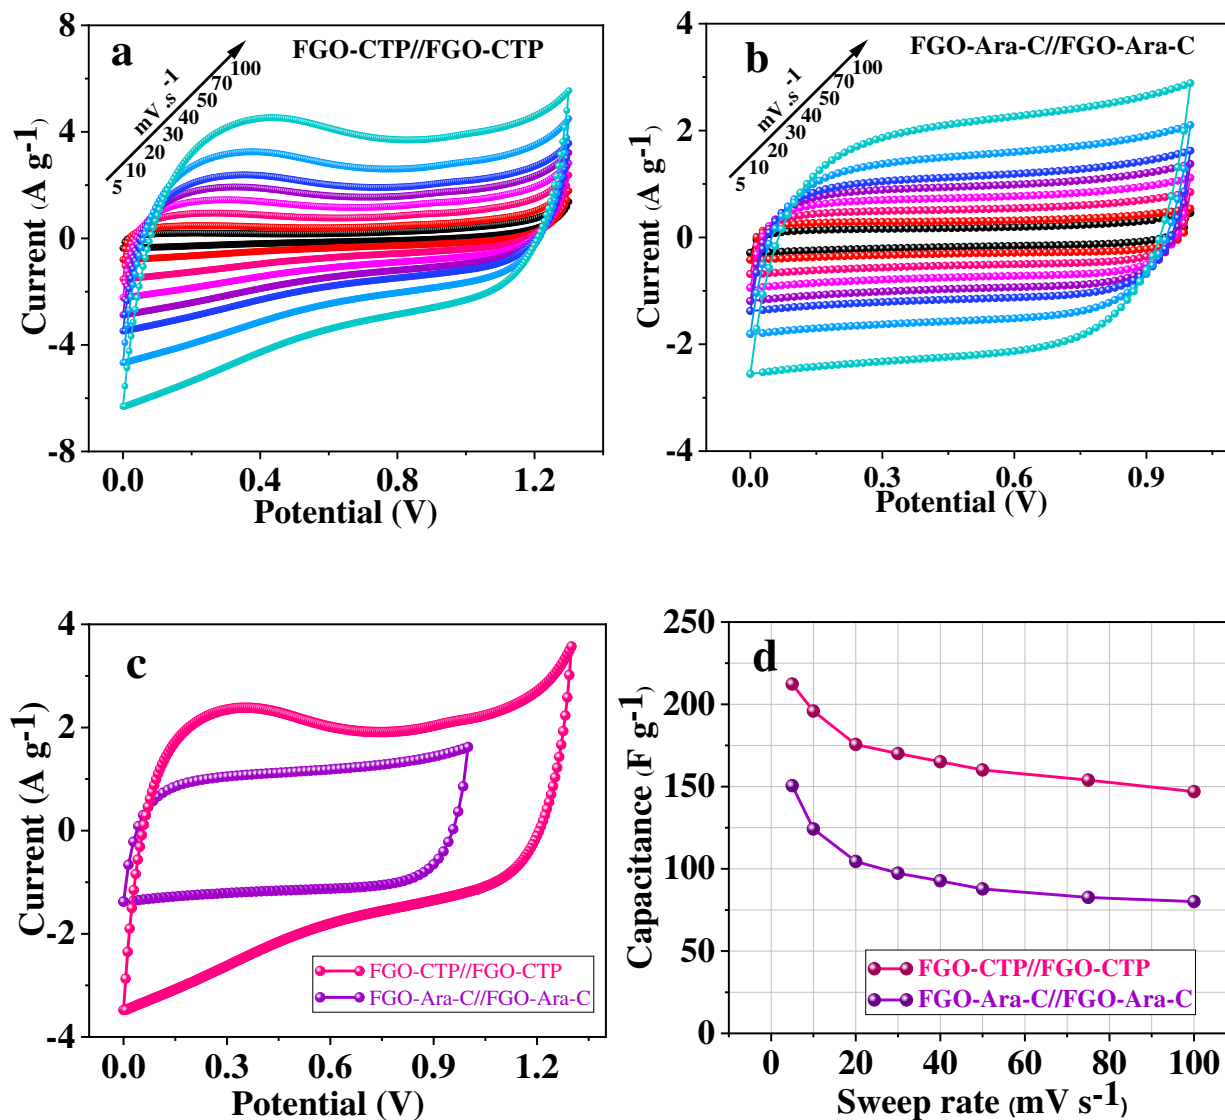 a
FGO-CTP//FGO-CTP
mV.s-1
5 10 20 30 40 50 70 100
8
4
0
-4
-8
Current (A g-1)
0.0 0.4 0.8 1.2
Potential (V)
b
FGO-Ara-C//FGO-Ara-C
mV.s-1
5 10 20 30 40 50 70 100
4
2
0
-2
-4
Current (A g-1)
0.0 0.3 0.6 0.9
Potential (V)
c
4
2
0
-2
-4
Current (A g-1)
FGO-CTP//FGO-CTP
FGO-Ara-C//FGO-Ara-C
0.0 0.3 0.6 0.9 1.2
Potential (V)
d
250
200
150
100
50
0
Capacitance (F g-1)
FGO-CTP//FGO-CTP
FGO-Ara-C//FGO-Ara-C
0 20 40 60 80 100
Sweep rate (mV s-1)